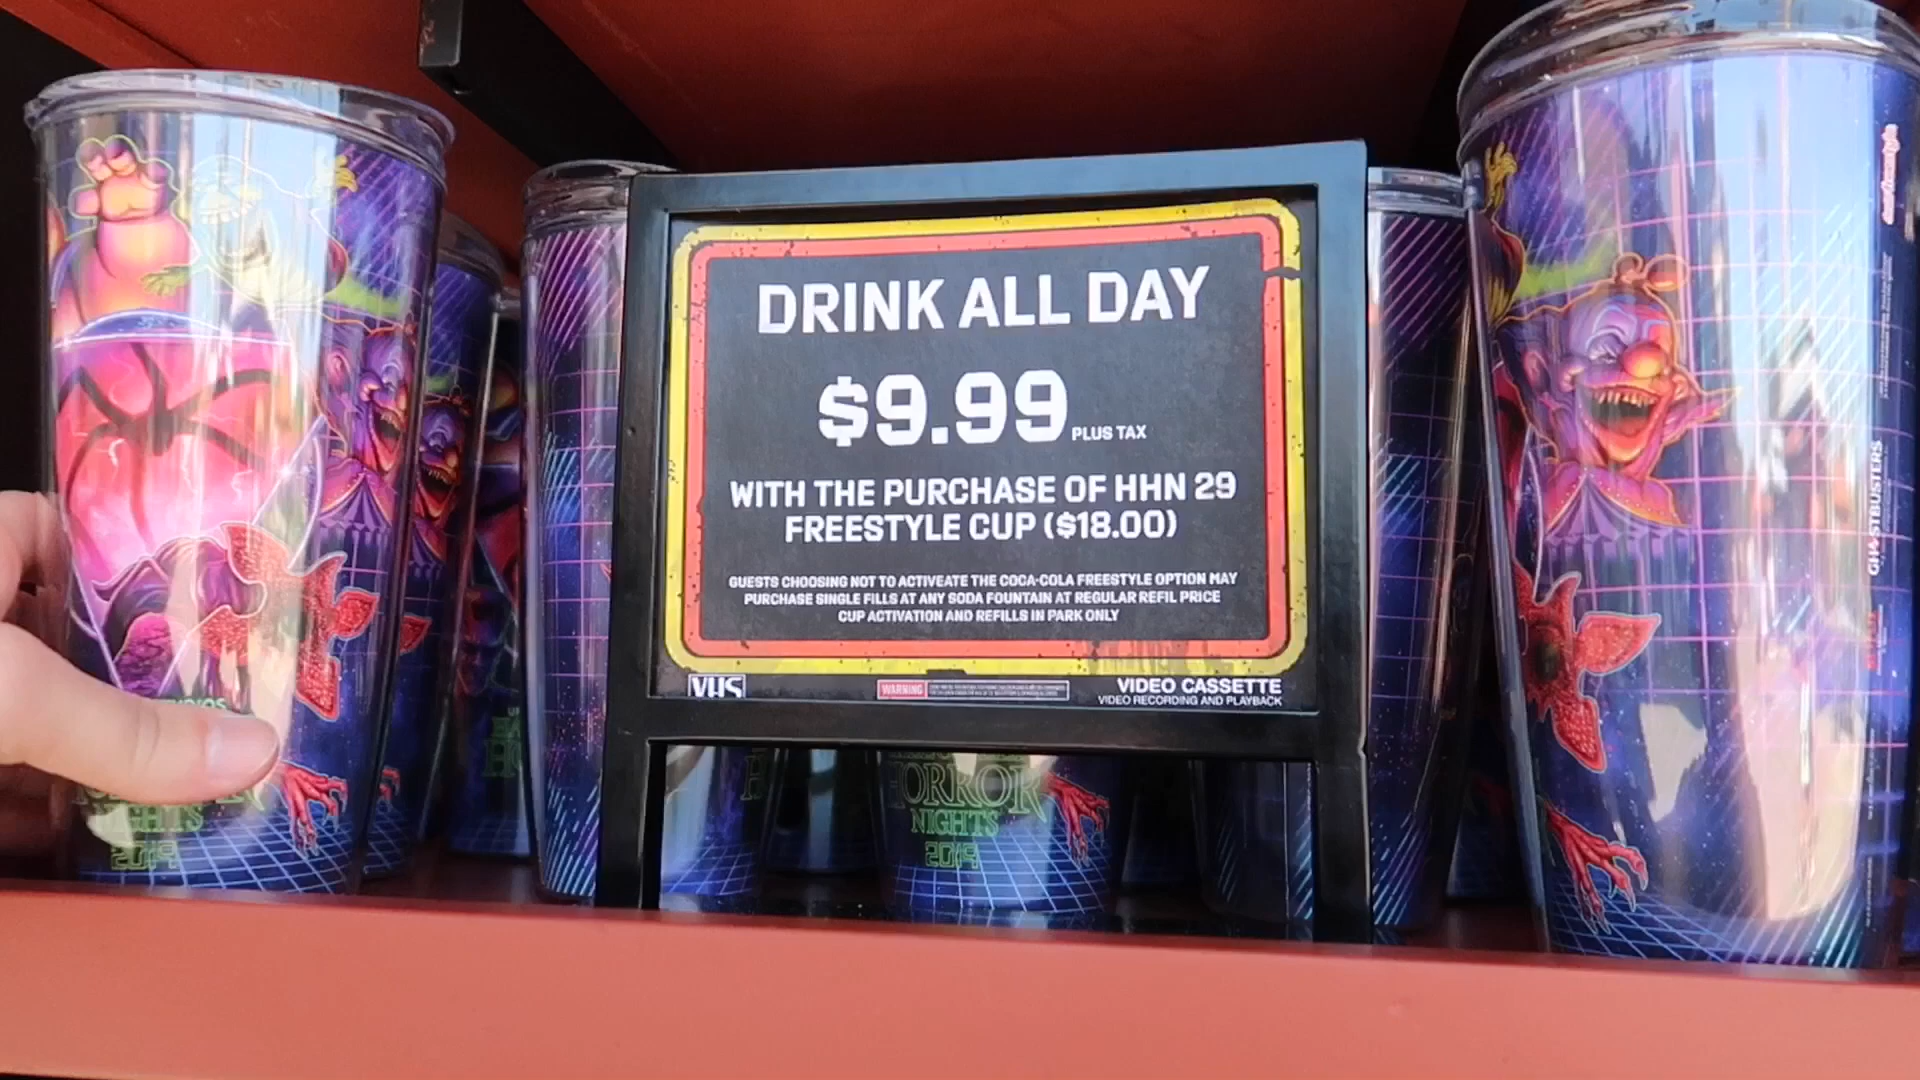 DRINK ALL DAY
$9.99 PLUS TAX
WITH THE PURCHASE OF HHN 29
FREESTYLE CUP ($18.00)
GUESTS CHOOSING NOT TO ACTIVEATE THE COCA-COLA FREESTYLE OPTION MAY
PURCHASE SINGLE FILLS AT ANY SODA FOUNTAIN AT REGULAR REFIL PRICE
CUP ACTIVATION AND REFILLS IN PARK ONLY
VHS
WARNING
VIDEO CASSETTE
VIDEO RECORDING AND PLAYBACK
NIGHTS
2019
HORROR
NIGHTS
2019
GHOSTBUSTERS